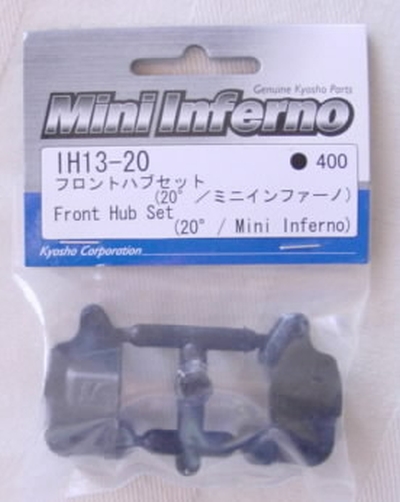 Genuine Kyosho Parts
Mini Inferno
IH13-20 ● 400
フロントハブセット
(20°／ミニインファーノ)
Front Hub Set
(20°/ Mini Inferno)
Kyosho Corporation